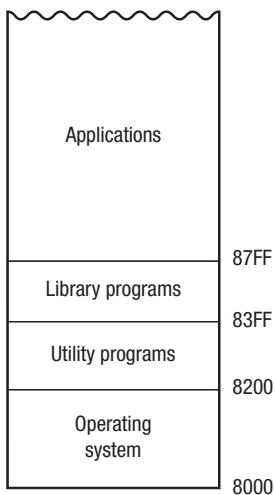 Applications
87FF
Library programs
83FF
Utility programs
8200
Operating
system
8000